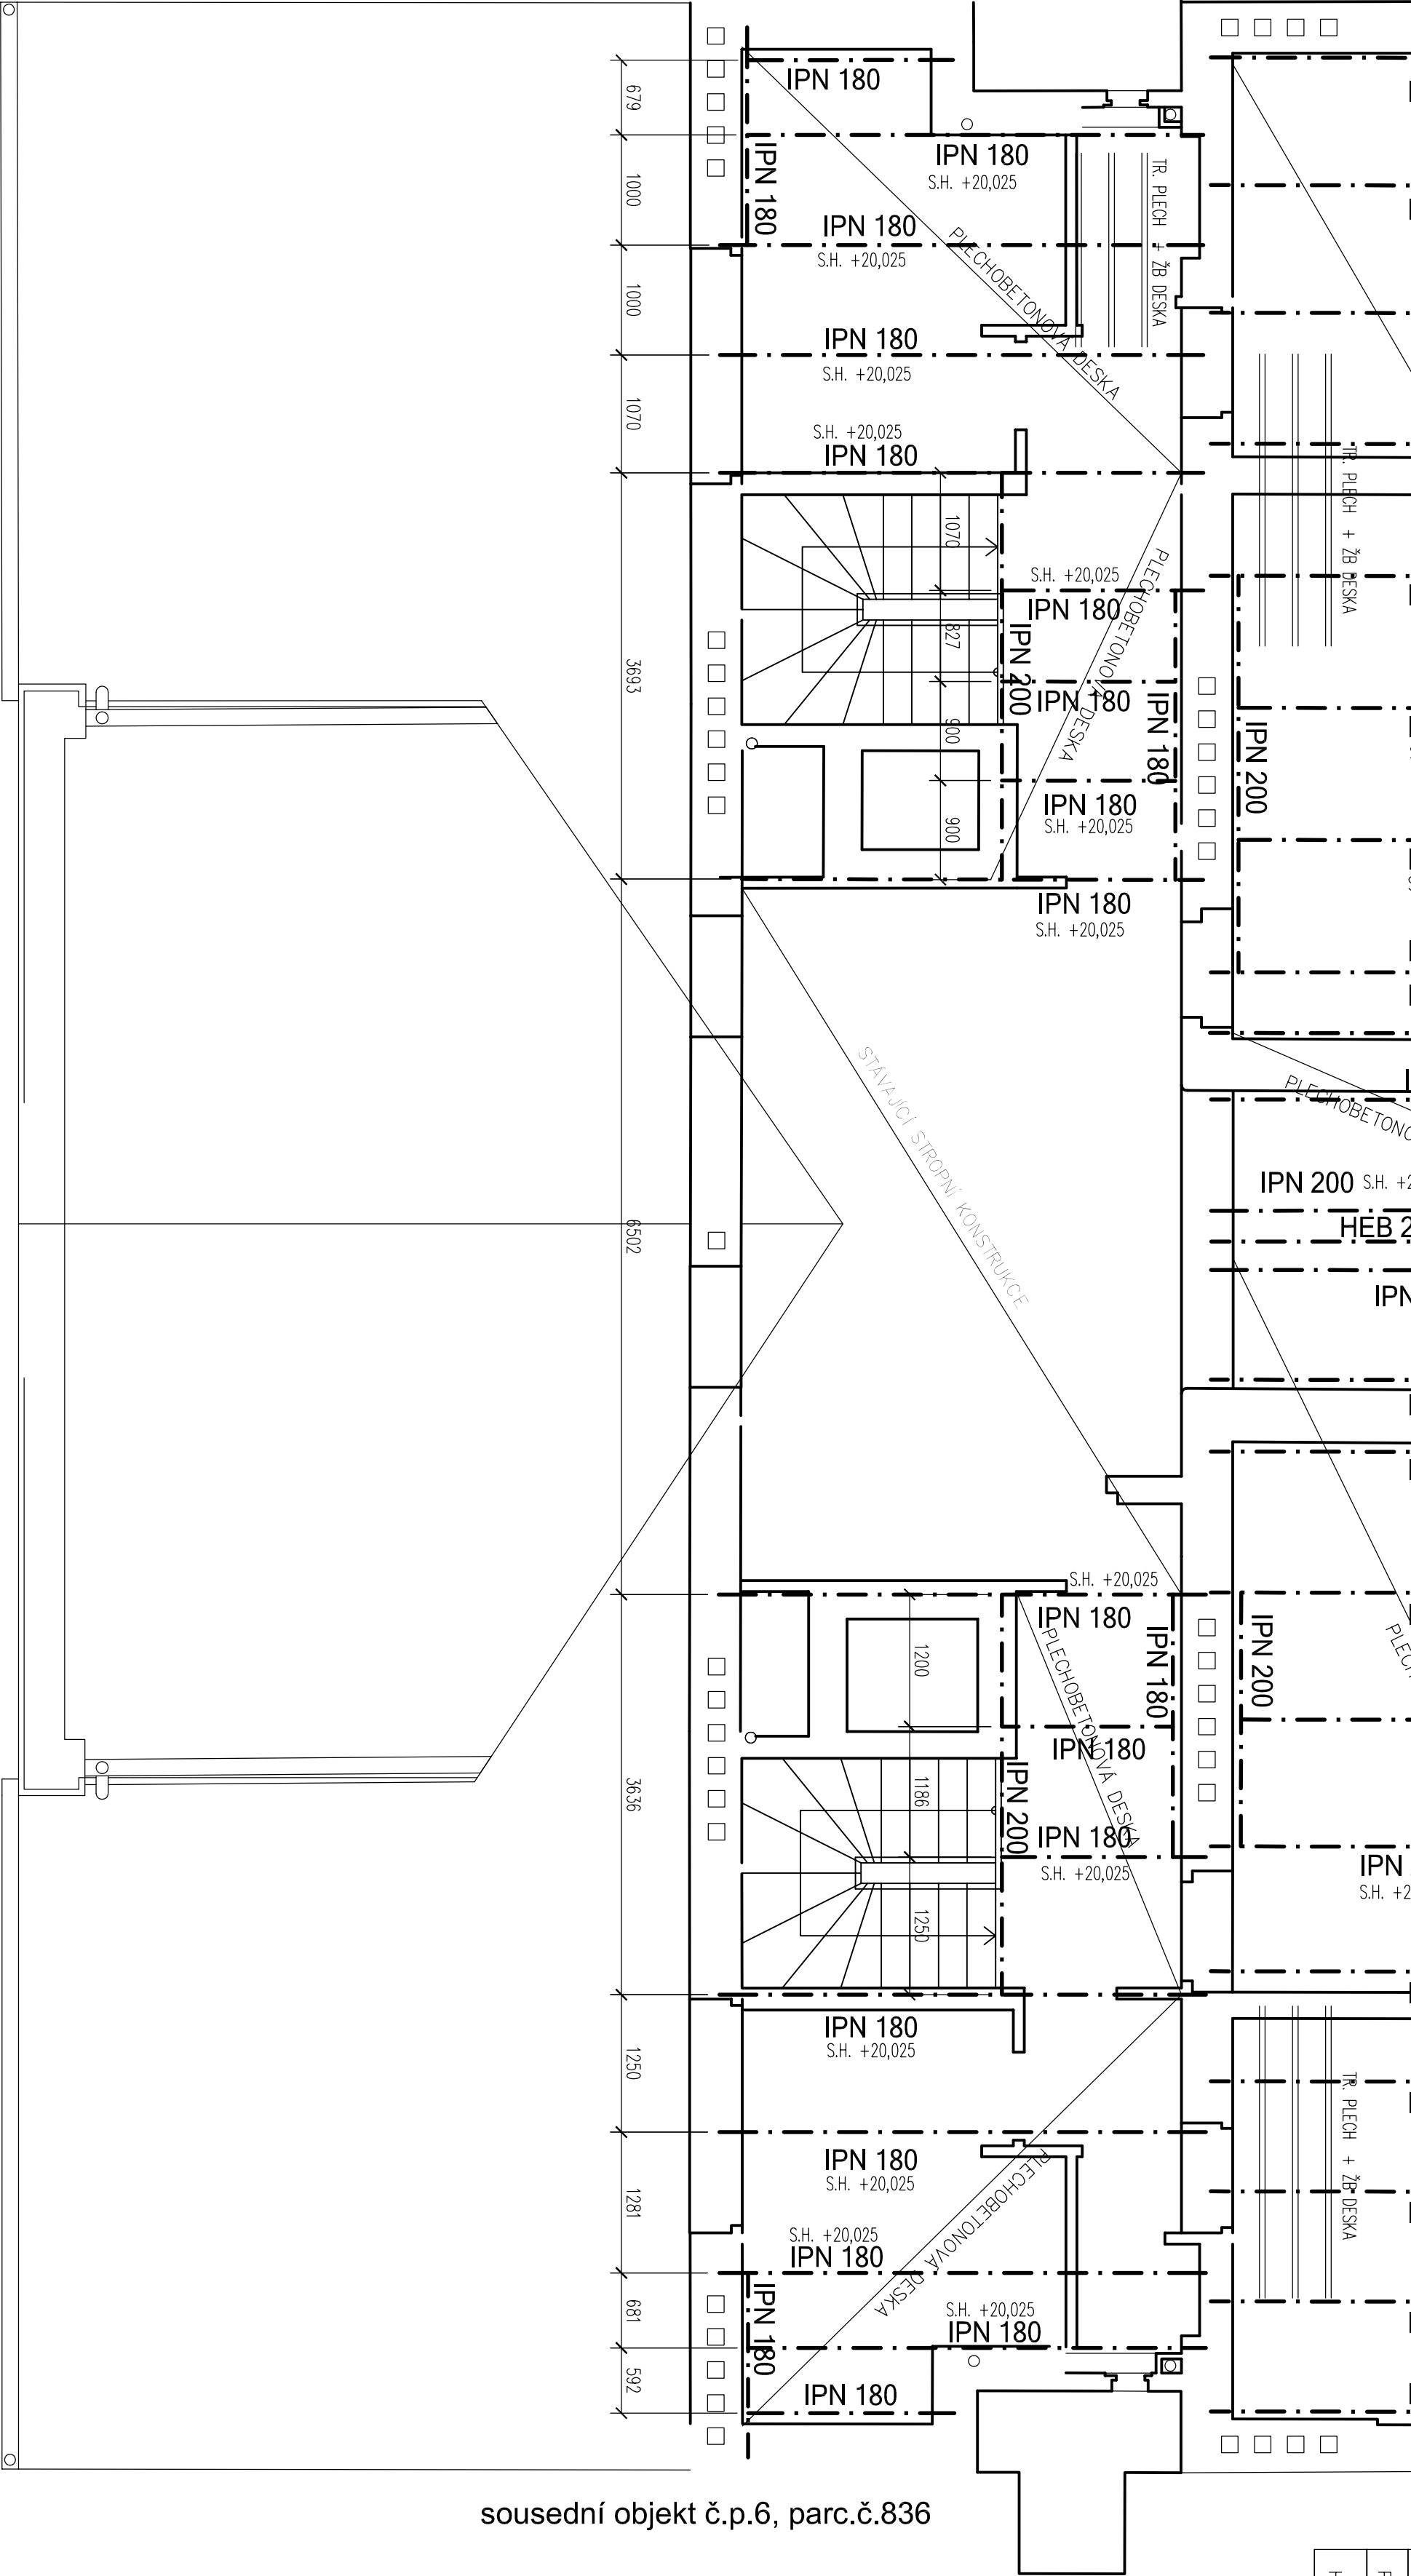 IPN 180
679
IPN 180
IPN 180
S.H. +20,025
TR. PLECH + ŽB DESKA
1000
IPN 180
S.H. +20,025
PLECHOBETONOVÁ DESKA
1000
IPN 180
S.H. +20,025
1070
S.H. +20,025
IPN 180
TR. PLECH + ŽB DESKA
1070
S.H. +20,025
IPN 180
PLECHOBETONOVÁ DESKA
827
IPN 200
3693
IPN 180
IPN 180
900
IPN 200
IPN 180
S.H. +20,025
900
IPN 180
S.H. +20,025
STÁVAJÍCÍ STROPNÍ KONSTRUKCE
IPN 200 S.H.
6502
S.H. +20,025
IPN 180
IPN 180
IPN 200
1200
PLECHOBETONOVÁ DESKA
IPN 180
3636
1186
IPN 200
IPN 180
S.H. +20,025
1250
IPN 180
S.H. +20,025
1250
IPN 180
S.H. +20,025
TR. PLECH + ŽB DESKA
1281
S.H. +20,025
IPN 180
PLECHOBETONOVÁ DESKA
681
IPN 180
S.H. +20,025
IPN 180
592
IPN 180
sousední objekt č.p.6, parc.č.836